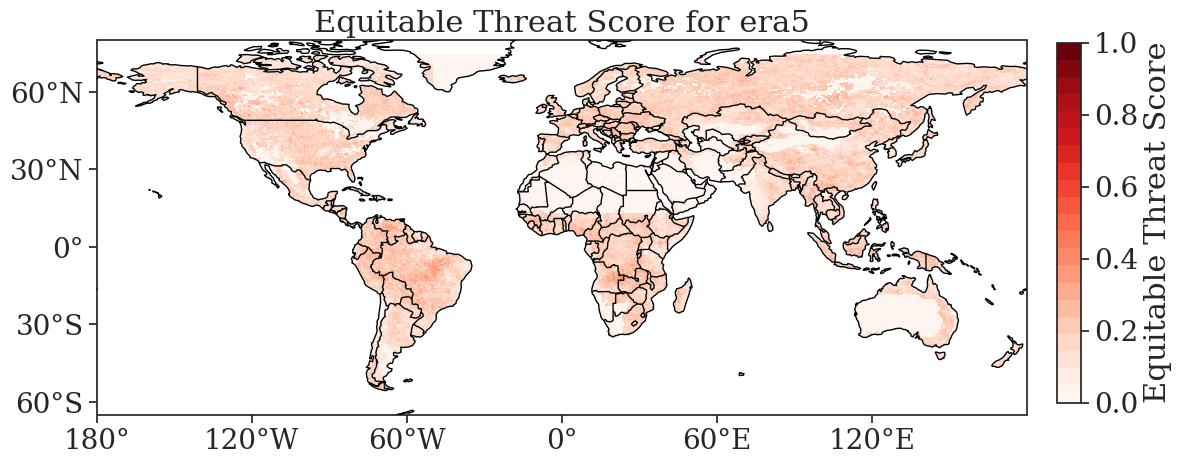 Equitable Threat Score for era5
60°N
30°N
0°
30°S
60°S
180°
120°W
60°W
0°
60°E
120°E
1.0
0.8
0.6
0.4
0.2
0.0
Equitable Threat Score